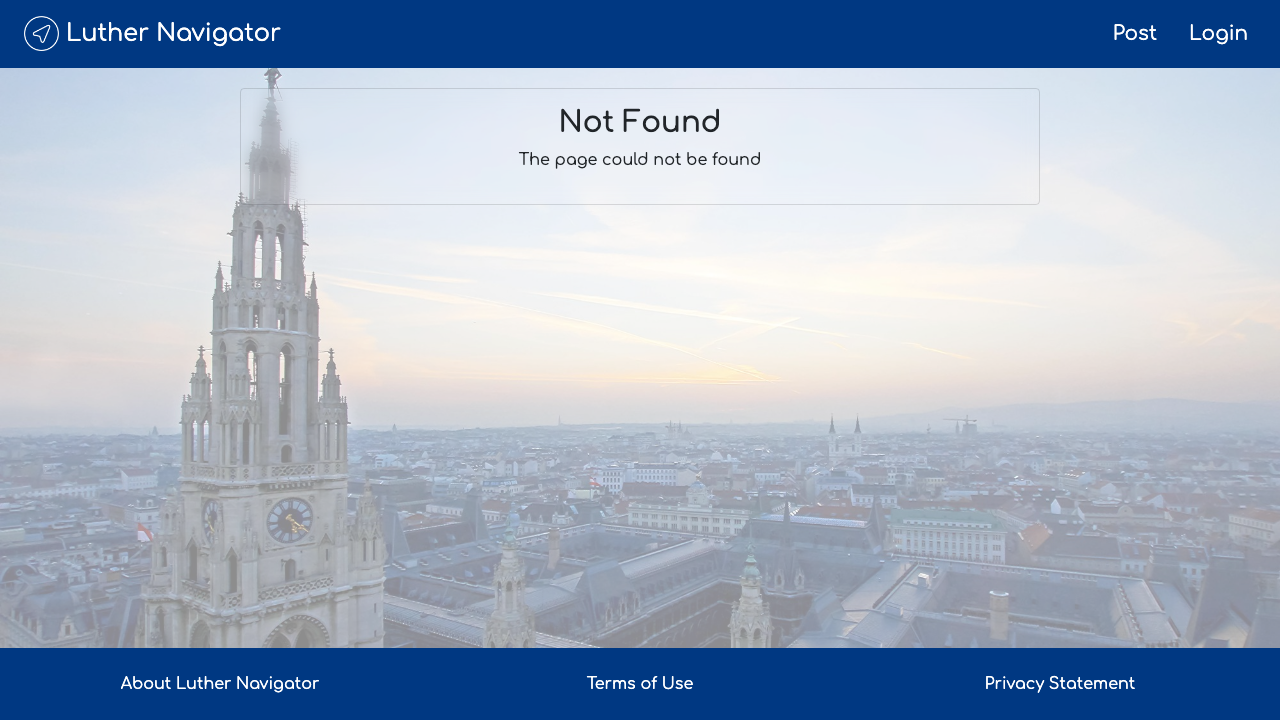 Luther Navigator
Post
Login
Not Found
The page could not be found
About Luther Navigator
Terms of Use
Privacy Statement